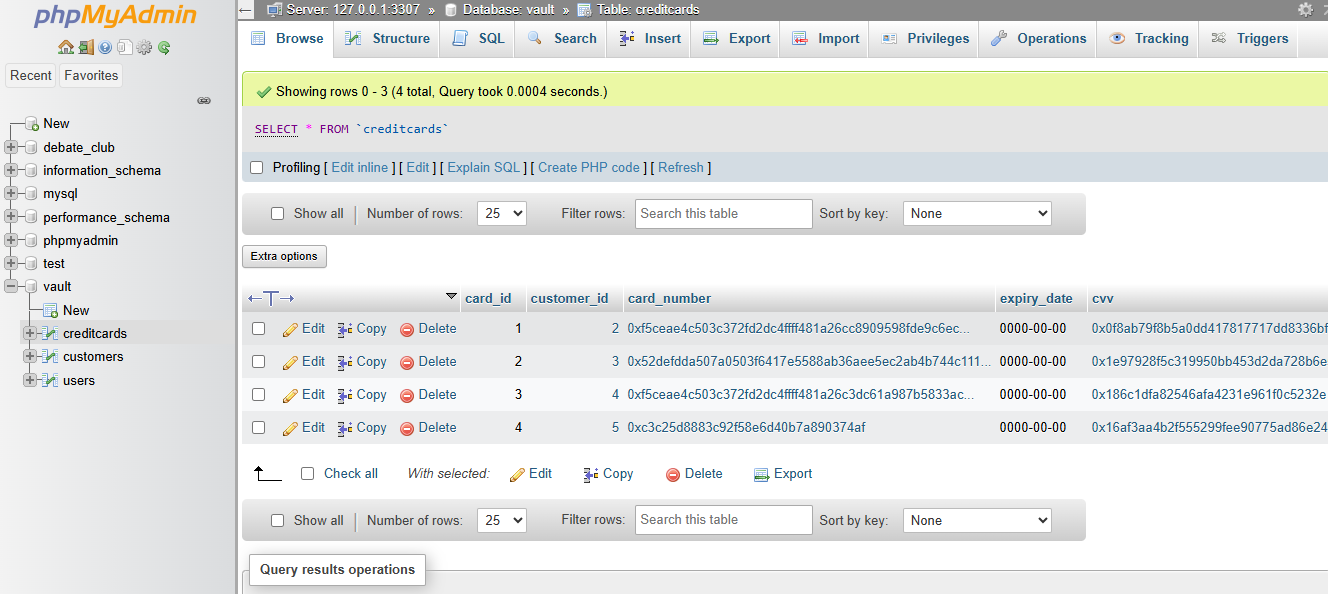 phpMyAdmin
Recent Favorites
New
debate_club
information_schema
mysql
performance_schema
phpmyadmin
test
vault
New
creditcards
customers
users
Server: 127.0.0.1:3307 » Database: vault » Table: creditcards
Browse Structure SQL Search Insert Export Import Privileges Operations Tracking Triggers
Showing rows 0 - 3 (4 total, Query took 0.0004 seconds.)
SELECT * FROM `creditcards`
Profiling [ Edit inline ] [ Edit ] [ Explain SQL ] [ Create PHP code ] [ Refresh ]
Show all | Number of rows: 25 Filter rows: Search this table Sort by key: None
Extra options
←T→ card_id customer_id card_number expiry_date cvv
Edit Copy Delete 1 2 0xf5ceae4c503c372fd2dc4ffff481a26cc8909598fde9c6ec... 0000-00-00 0x0f8ab79f8b5a0dd417817717dd8336bf
Edit Copy Delete 2 3 0x52defdda507a0503f6417e5588ab36aee5ec2ab4b744c111... 0000-00-00 0x1e97928f5c319950bb453d2da728b6e
Edit Copy Delete 3 4 0xf5ceae4c503c372fd2dc4ffff481a26c3dc61a987b5833ac... 0000-00-00 0x186c1dfa82546afa4231e961f0c5232e
Edit Copy Delete 4 5 0xc3c25d8883c92f58e6d40b7a890374af 0000-00-00 0x16af3aa4b2f555299fee90775ad86e24
Check all With selected: Edit Copy Delete Export
Show all | Number of rows: 25 Filter rows: Search this table Sort by key: None
Query results operations